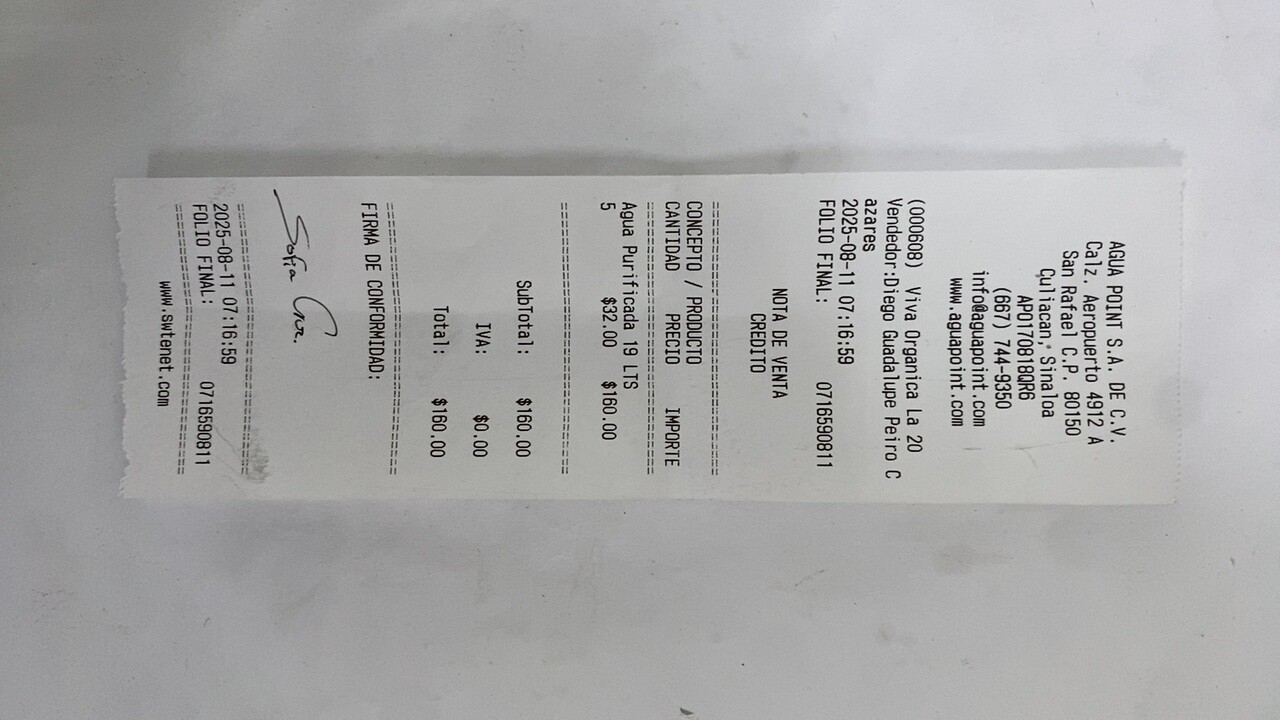 AGUA POINT S.A. DE C.V.
Calz. Aeropuerto 4912 A
San Rafael C.P. 80150
Culiacan, Sinaloa
APO170818QR6
(667) 744-9350
info@aguapoint.com
www.aguapoint.com
(000608) Viva Organica La 20
Vendedor:Diego Guadalupe Peiro C
azares
2025-08-11 07:16:59
FOLIO FINAL: 0716590811
NOTA DE VENTA
CREDITO
================================
CONCEPTO / PRODUCTO
CANTIDAD PRECIO IMPORTE
================================
Agua Purificada 19 LTS
5 $32.00 $160.00
================================
SubTotal: $160.00
IVA: $0.00
Total: $160.00
================================
FIRMA DE CONFORMIDAD:
Sofia
================================
2025-08-11 07:16:59
FOLIO FINAL: 0716590811
================================
www.swtenet.com